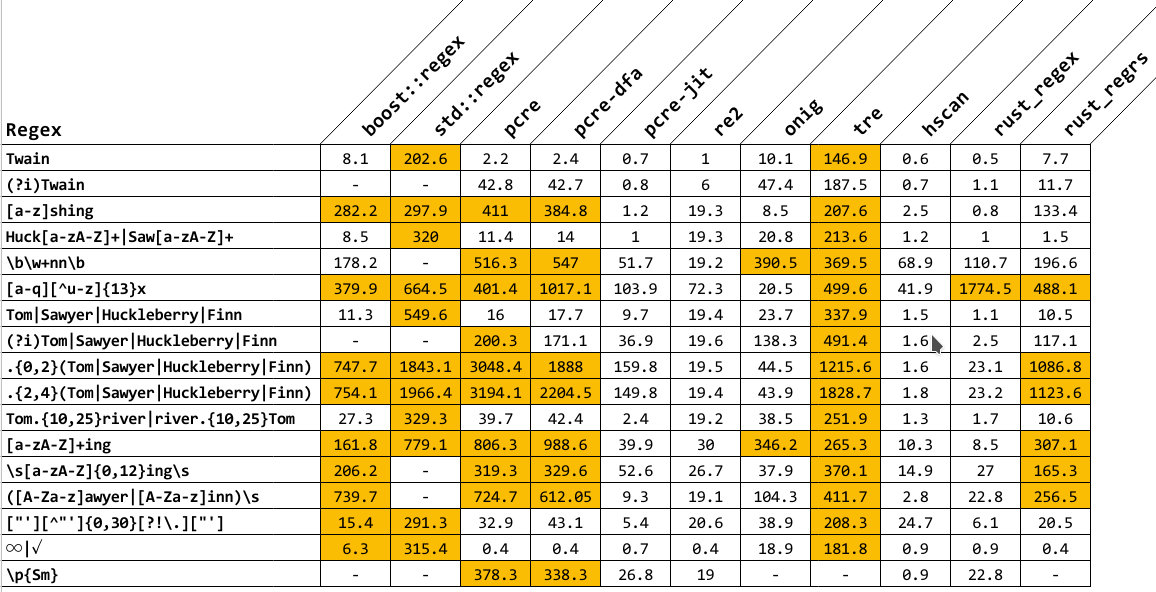 Regex boost::regex std::regex pcre pcre-dfa pcre-jit re2 onig tre hscan rust_regex rust_regrs
Twain 8.1 202.6 2.2 2.4 0.7 1 10.1 146.9 0.6 0.5 7.7
(?i)Twain - - 42.8 42.7 0.8 6 47.4 187.5 0.7 1.1 11.7
[a-z]shing 282.2 297.9 411 384.8 1.2 19.3 8.5 207.6 2.5 0.8 133.4
Huck[a-zA-Z]+|Saw[a-zA-Z]+ 8.5 320 11.4 14 1 19.3 20.8 213.6 1.2 1 1.5
\b\w+nn\b 178.2 - 516.3 547 51.7 19.2 390.5 369.5 68.9 110.7 196.6
[a-q][^u-z]{13}x 379.9 664.5 401.4 1017.1 103.9 72.3 20.5 499.6 41.9 1774.5 488.1
Tom|Sawyer|Huckleberry|Finn 11.3 549.6 16 17.7 9.7 19.4 23.7 337.9 1.5 1.1 10.5
(?i)Tom|Sawyer|Huckleberry|Finn - - 200.3 171.1 36.9 19.6 138.3 491.4 1.6 2.5 117.1
.{0,2}(Tom|Sawyer|Huckleberry|Finn) 747.7 1843.1 3048.4 1888 159.8 19.5 44.5 1215.6 1.6 23.1 1086.8
.{2,4}(Tom|Sawyer|Huckleberry|Finn) 754.1 1966.4 3194.1 2204.5 149.8 19.4 43.9 1828.7 1.8 23.2 1123.6
Tom.{10,25}river|river.{10,25}Tom 27.3 329.3 39.7 42.4 2.4 19.2 38.5 251.9 1.3 1.7 10.6
[a-zA-Z]+ing 161.8 779.1 806.3 988.6 39.9 30 346.2 265.3 10.3 8.5 307.1
\s[a-zA-Z]{0,12}ing\s 206.2 - 319.3 329.6 52.6 26.7 37.9 370.1 14.9 27 165.3
([A-Za-z]awyer|[A-Za-z]inn)\s 739.7 - 724.7 612.05 9.3 19.1 104.3 411.7 2.8 22.8 256.5
["'][^"']{0,30}[?!\.]["'] 15.4 291.3 32.9 43.1 5.4 20.6 38.9 208.3 24.7 6.1 20.5
∞|√ 6.3 315.4 0.4 0.4 0.7 0.4 18.9 181.8 0.9 0.9 0.4
\p{Sm} - - 378.3 338.3 26.8 19 - - 0.9 22.8 -